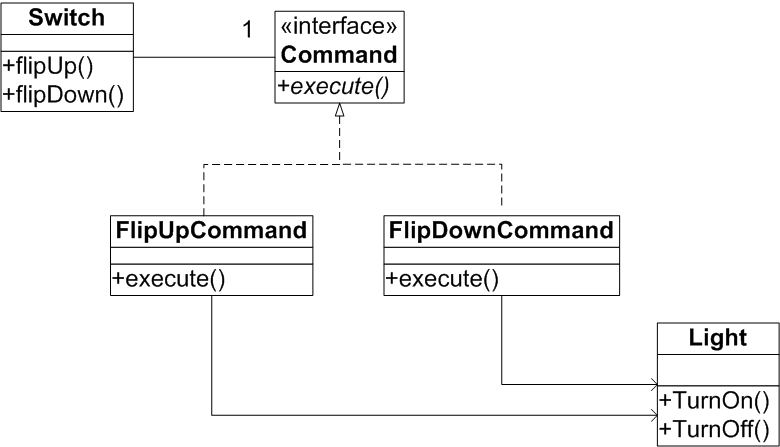 Switch
+flipUp()
+flipDown()
1
«interface»
Command
+execute()
FlipUpCommand
+execute()
FlipDownCommand
+execute()
Light
+TurnOn()
+TurnOff()